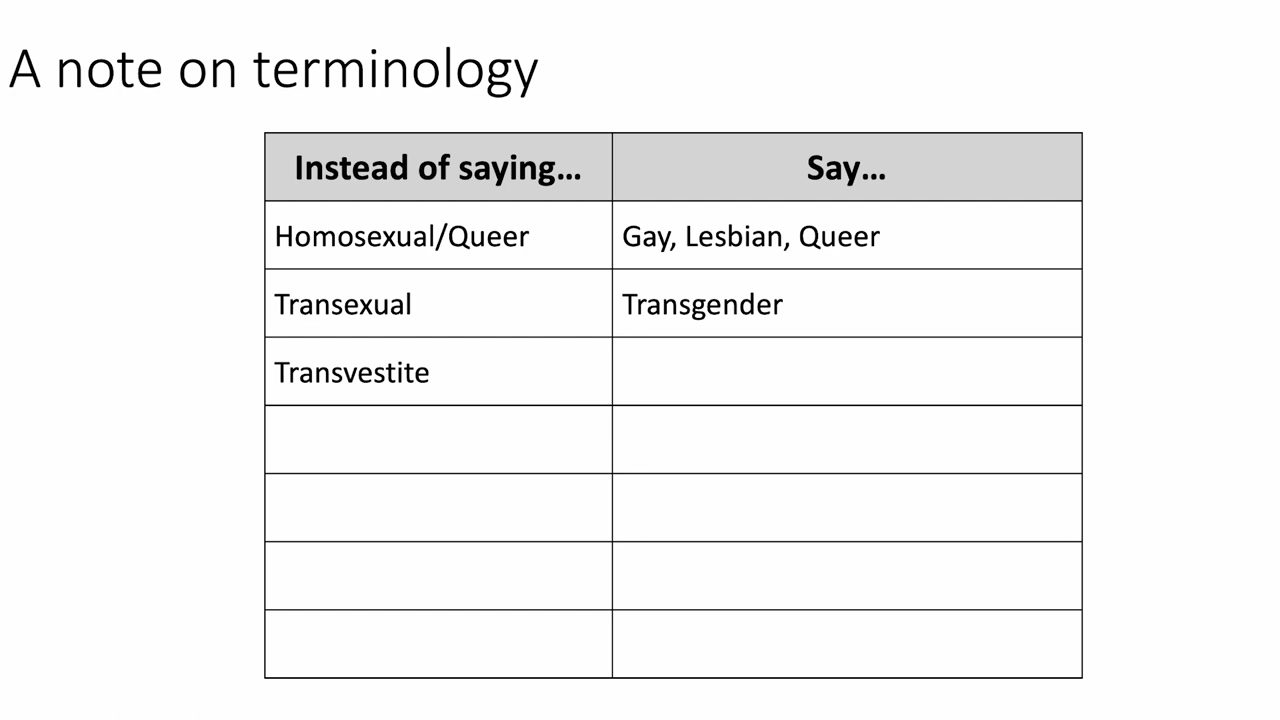 A note on terminology
Instead of saying… Say…
Homosexual/Queer Gay, Lesbian, Queer
Transexual Transgender
Transvestite